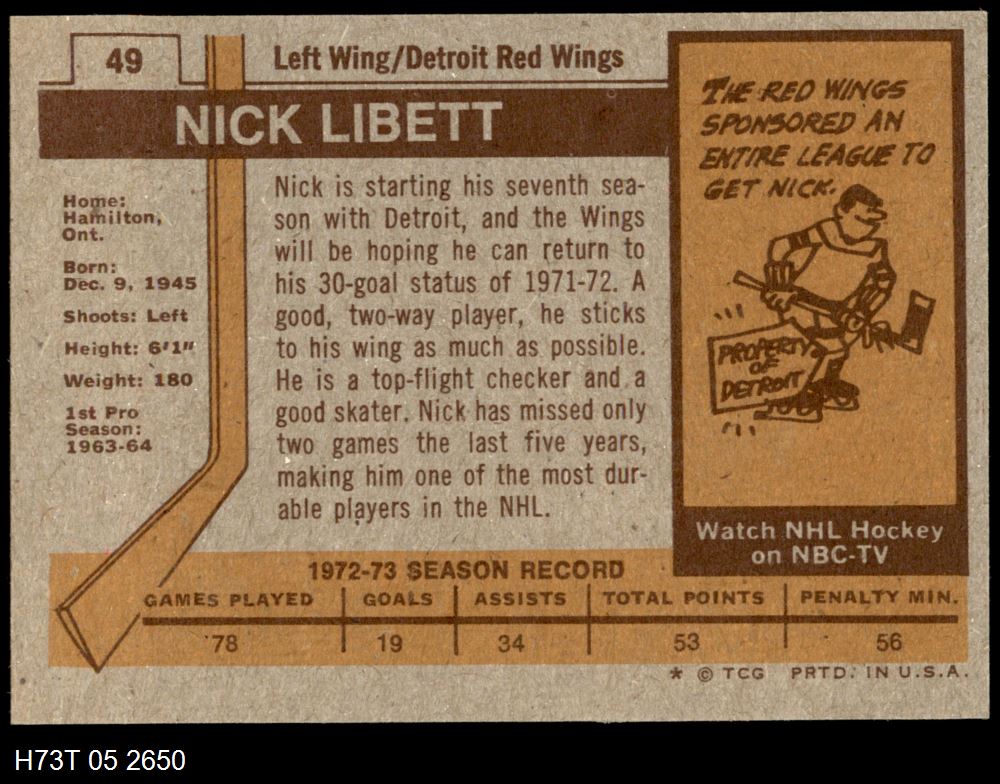 49
Left Wing/Detroit Red Wings
NICK LIBETT
Home:
Hamilton,
Ont.
Born:
Dec. 9, 1945
Shoots: Left
Height: 6'1"
Weight: 180
1st Pro
Season:
1963-64
Nick is starting his seventh sea-
son with Detroit, and the Wings
will be hoping he can return to
his 30-goal status of 1971-72. A
good, two-way player, he sticks
to his wing as much as possible.
He is a top-flight checker and a
good skater. Nick has missed only
two games the last five years,
making him one of the most dur-
able players in the NHL.
THE RED WINGS
SPONSORED AN
ENTIRE LEAGUE TO
GET NICK.
PROPERTY
OF
DETROIT
Watch NHL Hockey
on NBC-TV
1972-73 SEASON RECORD
GAMES PLAYED GOALS ASSISTS TOTAL POINTS PENALTY MIN.
78 19 34 53 56
* © TCG PRTD. IN U.S.A.
H73T 05 2650